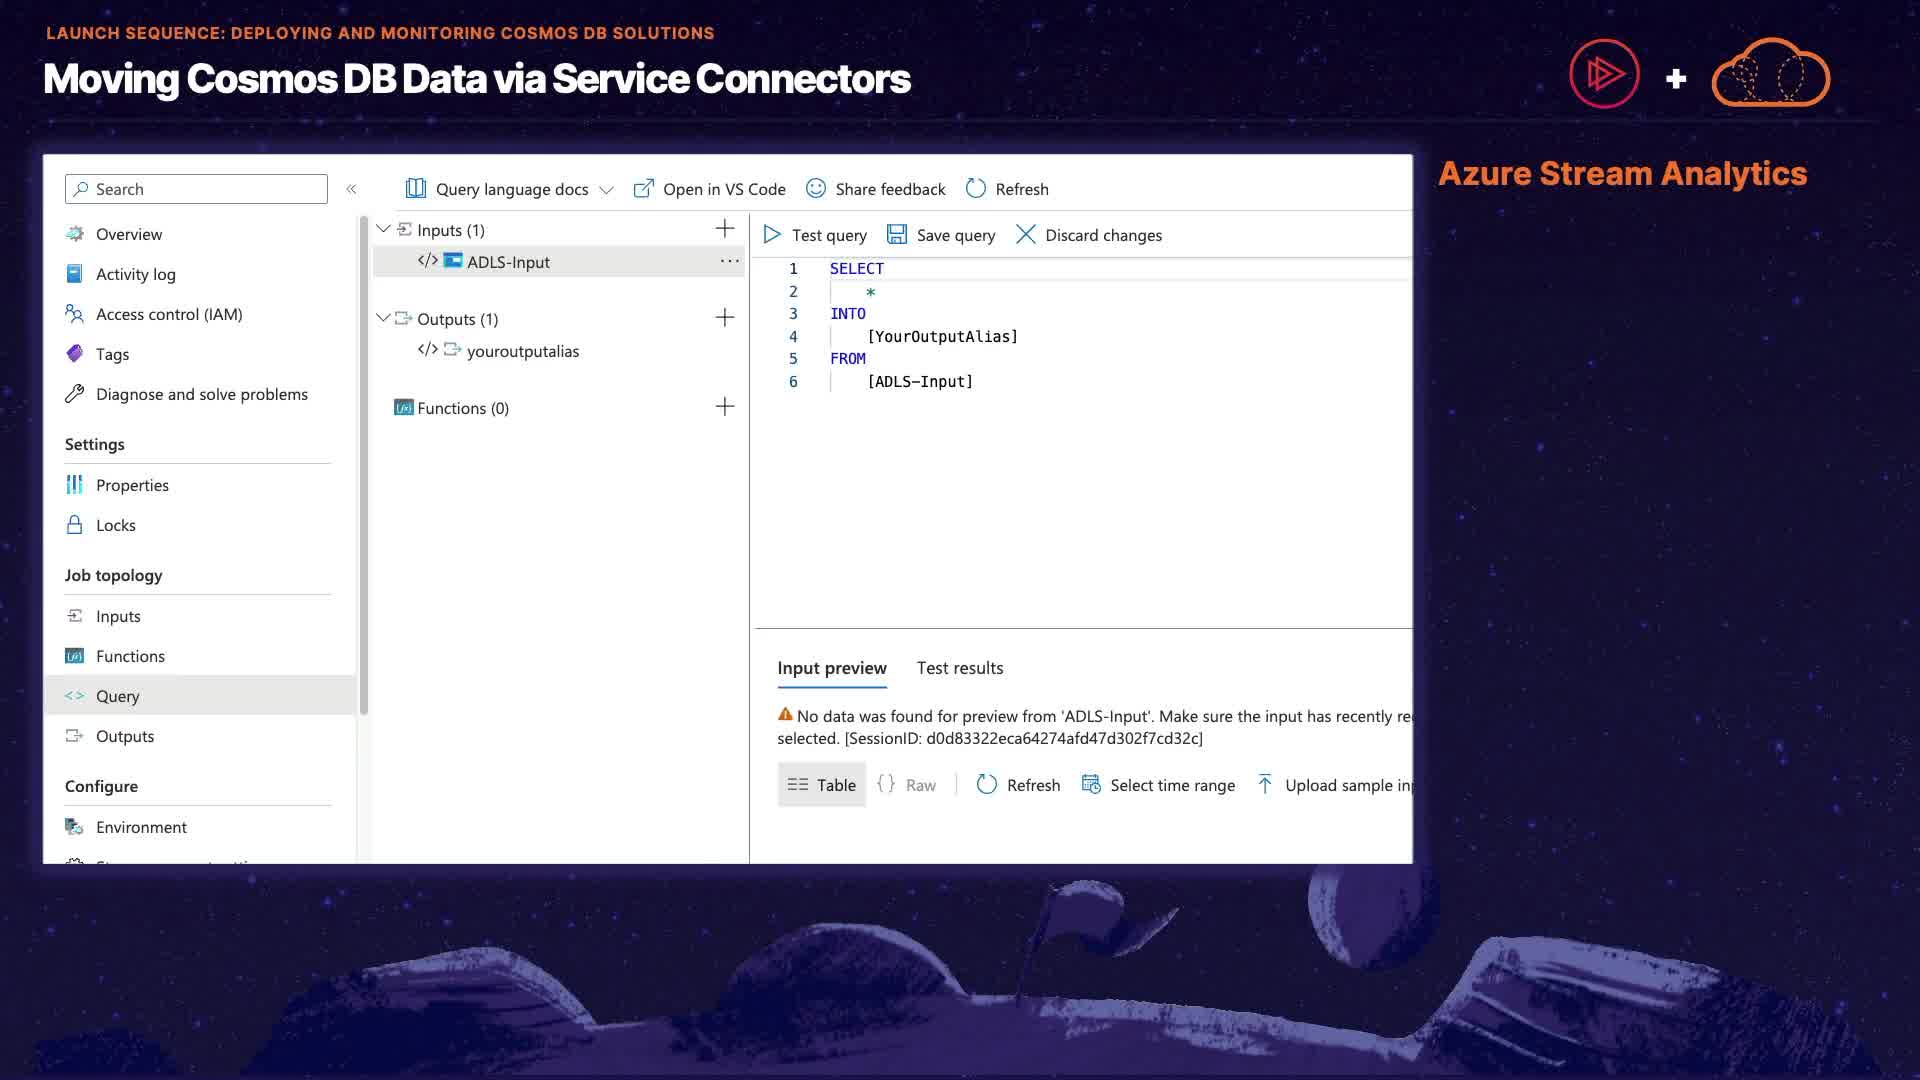 LAUNCH SEQUENCE: DEPLOYING AND MONITORING COSMOS DB SOLUTIONS
Moving Cosmos DB Data via Service Connectors
+
Azure Stream Analytics
Search
«
Overview
Activity log
Access control (IAM)
Tags
Diagnose and solve problems
Settings
Properties
Locks
Job topology
Inputs
Functions
Query
Outputs
Configure
Environment
Query language docs
Open in VS Code
Share feedback
Refresh
Inputs (1)
</> ADLS-Input ...
Outputs (1)
</> youroutputalias
Functions (0)
Test query
Save query
Discard changes
1 SELECT
2 *
3 INTO
4 [YourOutputAlias]
5 FROM
6 [ADLS-Input]
Input preview
Test results
No data was found for preview from 'ADLS-Input'. Make sure the input has recently
selected. [SessionID: d0d83322eca64274afd47d302f7cd32c]
Table
{} Raw
Refresh
Select time range
Upload sample